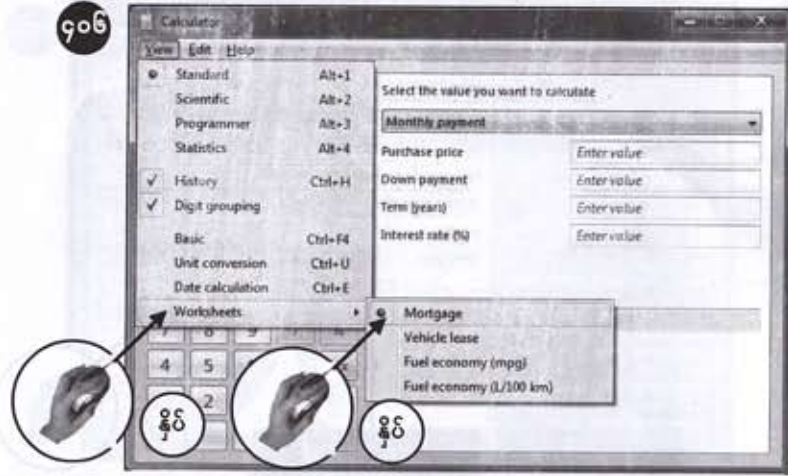 ၄၀၆
Calculator
View Edit Help
Standard Alt+1
Scientific Alt+2
Programmer Alt+3
Statistics Alt+4
History Ctrl+H
Digit grouping
Basic Ctrl+F4
Unit conversion Ctrl+U
Date calculation Ctrl+E
Worksheets
Select the value you want to calculate
Monthly payment
Purchase price Enter value
Down payment Enter value
Term (years) Enter value
Interest rate (%) Enter value
Mortgage
Vehicle lease
Fuel economy (mpg)
Fuel economy (L/100 km)
4 5
2
နှိပ်
နှိပ်